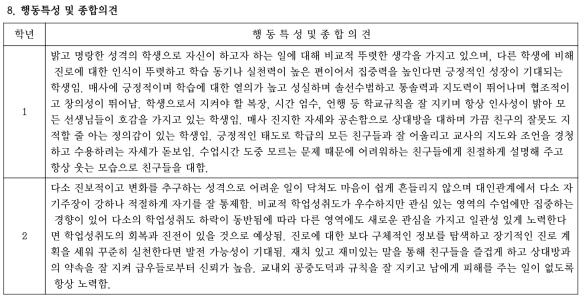 8. 행동특성 및 종합의견
학년
행 동 특 성 및 종 합 의 견
1
밝고 명랑한 성격의 학생으로 자신이 하고자 하는 일에 대해 비교적 뚜렷한 생각을 가지고 있으며, 다른 학생에 비해
진로에 대한 인식이 뚜렷하고 학습 동기나 실천력이 높은 편이어서 집중력을 높인다면 긍정적인 성장이 기대되는
학생임. 매사에 긍정적이며 학습에 대한 열의가 높고 성실하며 솔선수범하고 통솔력과 지도력이 뛰어나며 협조적이
고 창의성이 뛰어남. 학생으로서 지켜야 할 복장, 시간 엄수, 언행 등 학교규칙을 잘 지키며 항상 인사성이 밝아 모
든 선생님들이 호감을 가지고 있는 학생임. 매사 진지한 자세와 공손함으로 상대방을 대하며 가끔 친구의 잘못도 지
적할 줄 아는 정의감이 있는 학생임. 긍정적인 태도로 학급의 모든 친구들과 잘 어울리고 교사의 지도와 조언을 경청
하고 수용하려는 자세가 돋보임. 수업시간 도중 모르는 문제 때문에 어려워하는 친구들에게 친절하게 설명해 주고
항상 웃는 모습으로 친구들을 대함.
2
다소 진보적이고 변화를 추구하는 성격으로 어려운 일이 닥쳐도 마음이 쉽게 흔들리지 않으며 대인관계에서 다소 자
기주장이 강하나 적절하게 자기를 잘 통제함. 비교적 학업성취도가 우수하지만 관심 있는 영역의 수업에만 집중하는
경향이 있어 다소의 학업성취도 하락이 동반됨에 따라 다른 영역에도 새로운 관심을 가지고 일관성 있게 노력한다
면 학업성취도의 회복과 진전이 있을 것으로 예상됨. 진로에 대한 보다 구체적인 정보를 탐색하고 장기적인 진로 계
획을 세워 꾸준히 실천한다면 발전 가능성이 기대됨. 재치 있고 재미있는 말을 통해 친구들을 즐겁게 하고 상대방과
의 약속을 잘 지켜 급우들로부터 신뢰가 높음. 교내외 공중도덕과 규칙을 잘 지키고 남에게 피해를 주는 일이 없도록
항상 노력함.